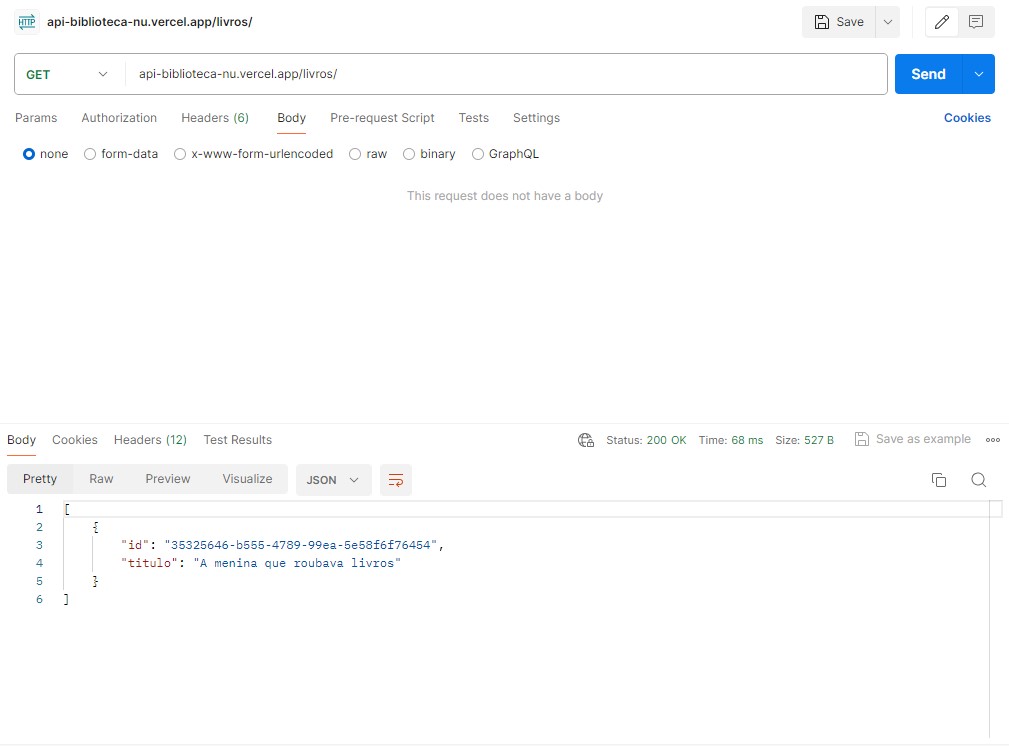 HTTP api-biblioteca-nu.vercel.app/livros/ Save
GET api-biblioteca-nu.vercel.app/livros/ Send
Params Authorization Headers (6) Body Pre-request Script Tests Settings Cookies
none form-data x-www-form-urlencoded raw binary GraphQL
This request does not have a body
Body Cookies Headers (12) Test Results Status: 200 OK Time: 68 ms Size: 527 B Save as example
Pretty Raw Preview Visualize JSON
1 [
2 {
3 "id": "35325646-b555-4789-99ea-5e58f6f76454",
4 "titulo": "A menina que roubava livros"
5 }
6 ]